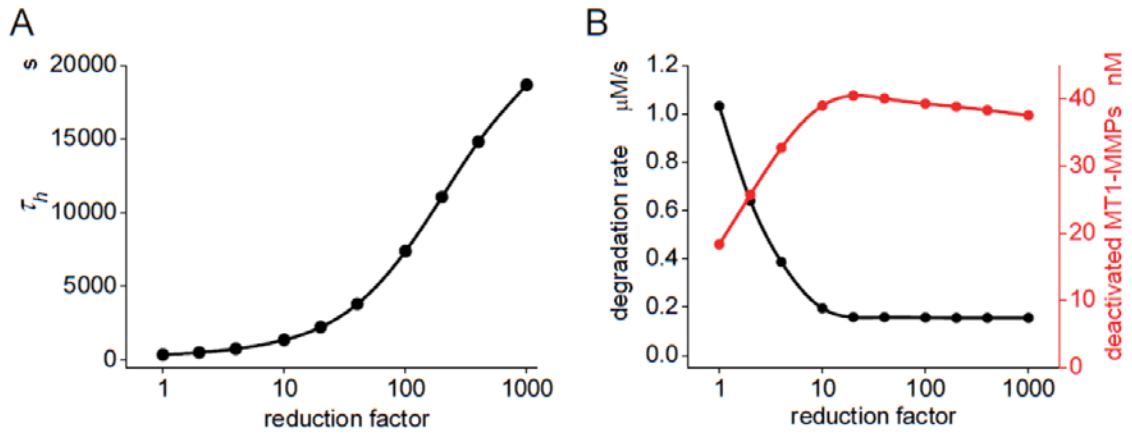 A
s
τh
20000
15000
10000
5000
0
1
10
100
1000
reduction factor
B
μM/s
degradation rate
1.2
1.0
0.8
0.6
0.4
0.2
0.0
1
10
100
1000
reduction factor
40
30
20
10
0
deactivated MT1-MMPs nM